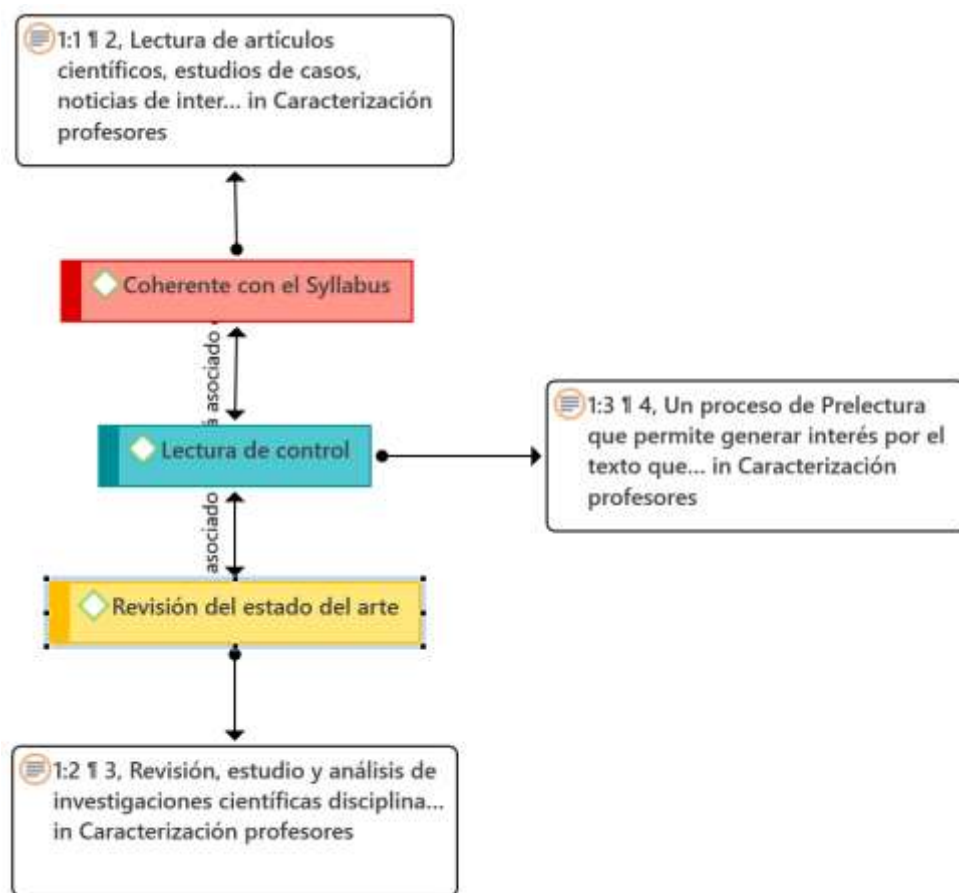 1:1 ¶ 2, Lectura de artículos
científicos, estudios de casos,
noticias de inter... in Caracterización
profesores
Coherente con el Syllabus
asociado
Lectura de control
1:3 ¶ 4, Un proceso de Prelectura
que permite generar interés por el
texto que... in Caracterización
profesores
asociado
Revisión del estado del arte
1:2 ¶ 3, Revisión, estudio y análisis de
investigaciones científicas disciplina...
in Caracterización profesores